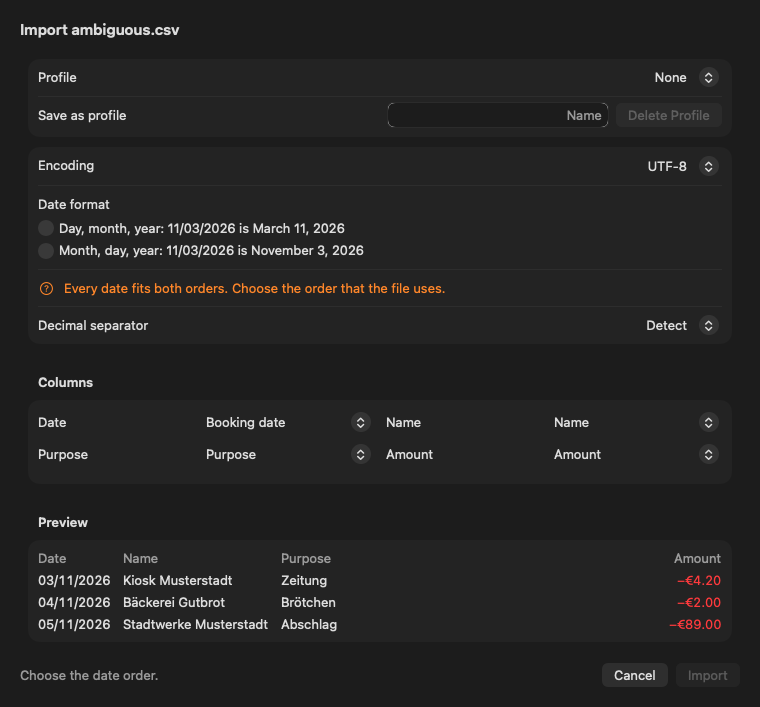 Import ambiguous.csv
Profile None
Save as profile Name Delete Profile
Encoding UTF-8
Date format
Day, month, year: 11/03/2026 is March 11, 2026
Month, day, year: 11/03/2026 is November 3, 2026
? Every date fits both orders. Choose the order that the file uses.
Decimal separator Detect
Columns
Date Booking date Name Name
Purpose Purpose Amount Amount
Preview
Date Name Purpose Amount
03/11/2026 Kiosk Musterstadt Zeitung −€4.20
04/11/2026 Bäckerei Gutbrot Brötchen −€2.00
05/11/2026 Stadtwerke Musterstadt Abschlag −€89.00
Choose the date order. Cancel Import